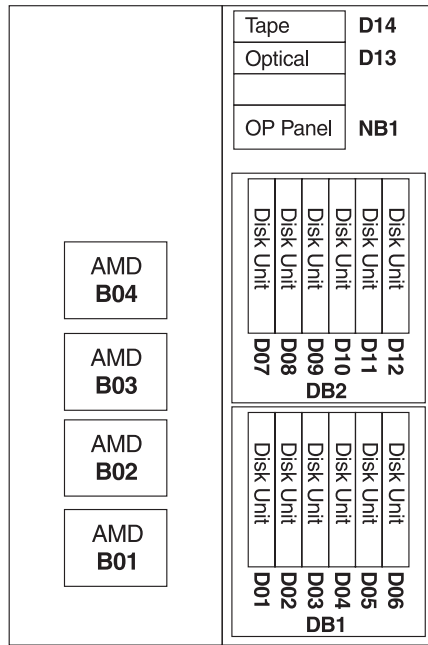 Tape D14
Optical D13
OP Panel NB1
AMD
B04
AMD
B03
AMD
B02
AMD
B01
Disk Unit Disk Unit Disk Unit Disk Unit Disk Unit Disk Unit
D07 D08 D09 D10 D11 D12
DB2
Disk Unit Disk Unit Disk Unit Disk Unit Disk Unit Disk Unit
D01 D02 D03 D04 D05 D06
DB1